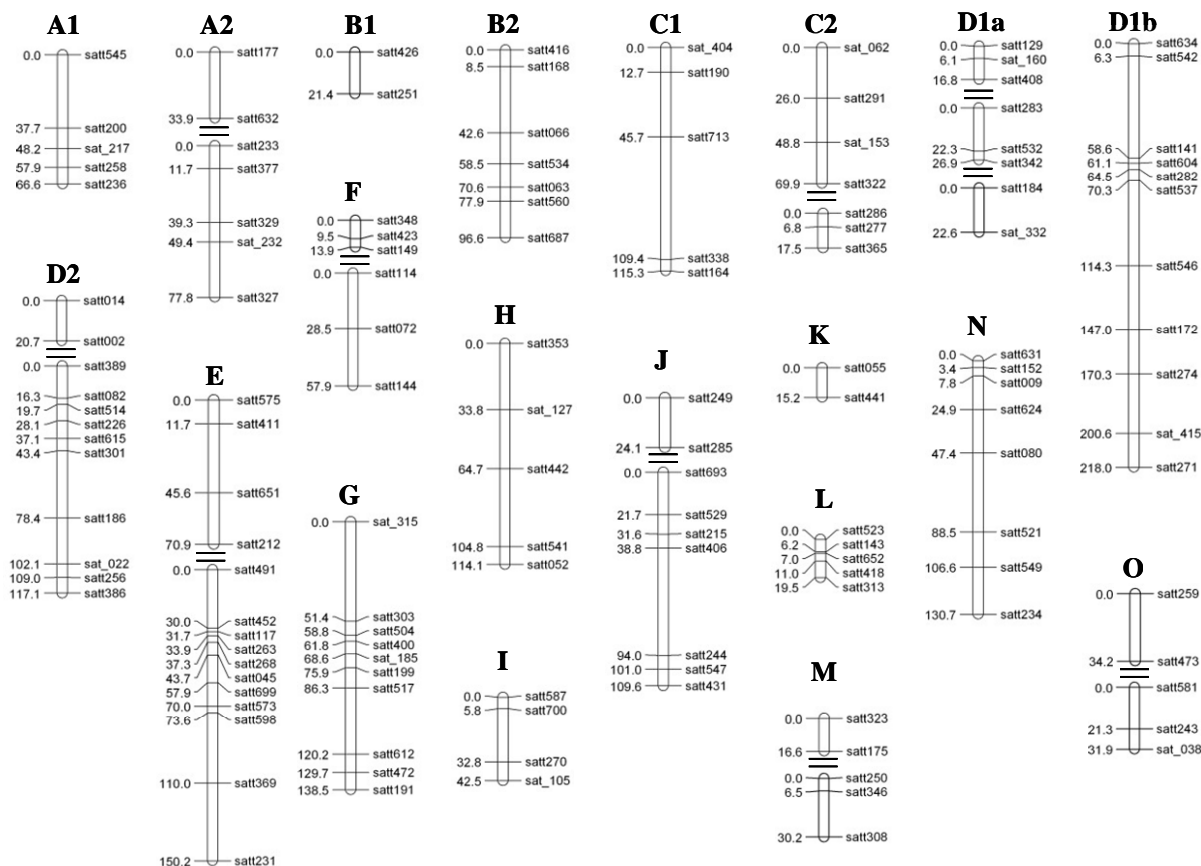 A1
0.0 satt545
37.7 satt200
48.2 sat_217
57.9 satt258
66.6 satt236
A2
0.0 satt177
33.9 satt632
0.0 satt233
11.7 satt377
39.3 satt329
49.4 sat_232
77.8 satt327
B1
0.0 satt426
21.4 satt251
B2
0.0 satt416
8.5 satt168
42.6 satt066
58.5 satt534
70.6 satt063
77.9 satt560
96.6 satt687
C1
0.0 sat_404
12.7 satt190
45.7 satt713
109.4 satt338
115.3 satt164
C2
0.0 sat_062
26.0 satt291
48.8 sat_153
69.9 satt322
0.0 satt286
6.8 satt277
17.5 satt365
D1a
0.0 satt129
6.1 sat_160
16.8 satt408
0.0 satt283
22.3 satt532
26.9 satt342
0.0 satt184
22.6 sat_332
D1b
0.0 satt634
6.3 satt542
58.6 satt141
61.1 satt604
64.5 satt282
70.3 satt537
114.3 satt546
147.0 satt172
170.3 satt274
200.6 sat_415
218.0 satt271
D2
0.0 satt014
20.7 satt002
0.0 satt389
16.3 satt082
19.7 satt514
28.1 satt226
37.1 satt615
43.4 satt301
78.4 satt186
102.1 sat_022
109.0 satt256
117.1 satt386
E
0.0 satt575
11.7 satt411
45.6 satt651
70.9 satt212
0.0 satt491
30.0 satt452
31.7 satt117
33.9 satt263
37.3 satt268
43.7 satt045
57.9 satt699
70.0 satt573
73.6 satt598
110.0 satt369
150.2 satt231
F
0.0 satt348
9.5 satt423
13.9 satt149
0.0 satt114
28.5 satt072
57.9 satt144
G
0.0 sat_315
51.4 satt303
58.8 satt504
61.8 satt400
68.6 sat_185
75.9 satt199
86.3 satt517
120.2 satt612
129.7 satt472
138.5 satt191
H
0.0 satt353
33.8 sat_127
64.7 satt442
104.8 satt541
114.1 satt052
I
0.0 satt587
5.8 satt700
32.8 satt270
42.5 sat_105
J
0.0 satt249
24.1 satt285
0.0 satt693
21.7 satt529
31.6 satt215
38.8 satt406
94.0 satt244
101.0 satt547
109.6 satt431
K
0.0 satt055
15.2 satt441
L
0.0 satt523
6.2 satt143
7.0 satt652
11.0 satt418
19.5 satt313
M
0.0 satt323
16.6 satt175
0.0 satt250
6.5 satt346
30.2 satt308
N
0.0 satt631
3.4 satt152
7.8 satt009
24.9 satt624
47.4 satt080
88.5 satt521
106.6 satt549
130.7 satt234
O
0.0 satt259
34.2 satt473
0.0 satt581
21.3 satt243
31.9 sat_038